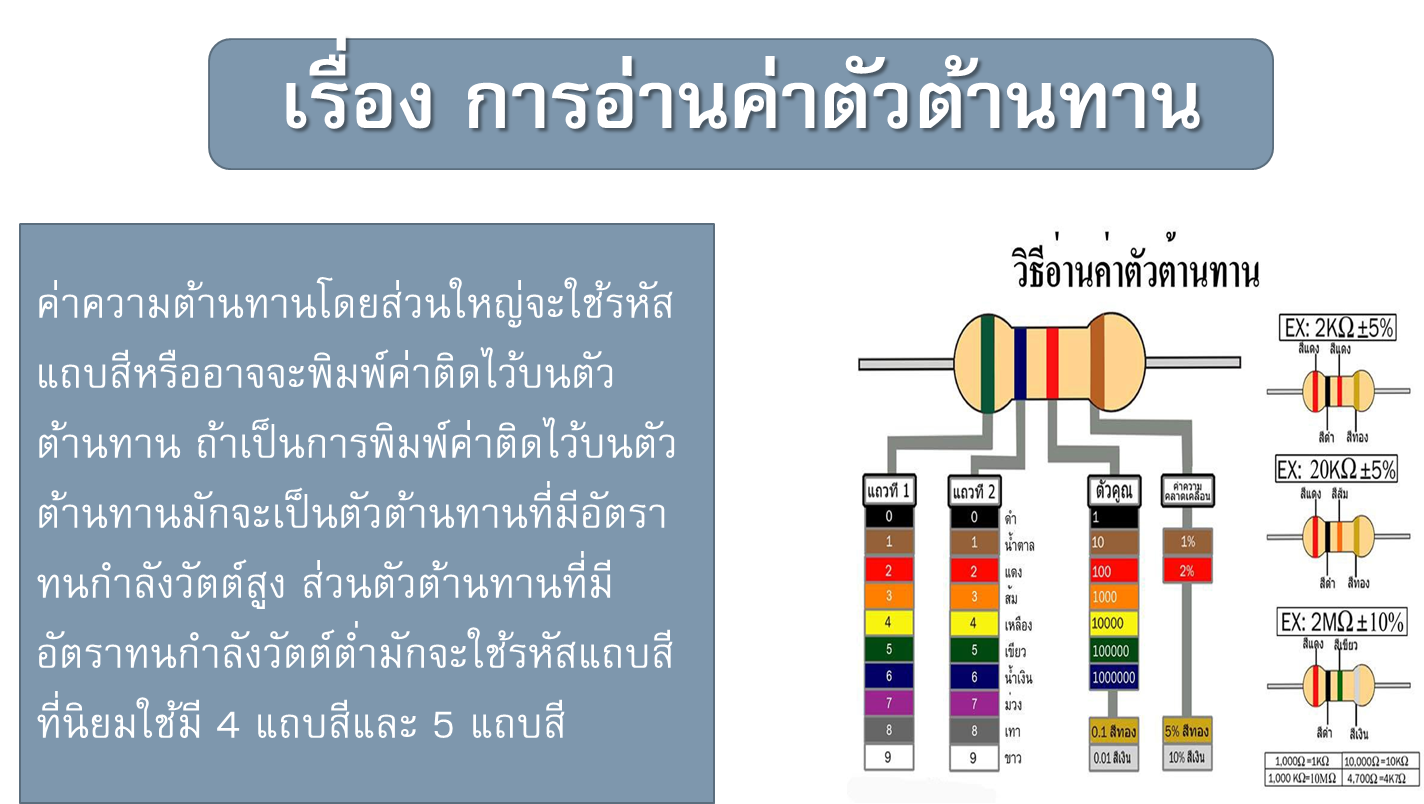 เรื่อง การอ่านค่าตัวต้านทาน
ค่าความต้านทานโดยส่วนใหญ่จะใช้รหัส
แถบสีหรืออาจจะพิมพ์ค่าติดไว้บนตัว
ต้านทาน ถ้าเป็นการพิมพ์ค่าติดไว้บนตัว
ต้านทานมักจะเป็นตัวต้านทานที่มีอัตรา
ทนกำลังวัตต์สูง ส่วนตัวต้านทานที่มี
อัตราทนกำลังวัตต์ต่ำมักจะใช้รหัสแถบสี
ที่นิยมใช้มี 4 แถบสีและ 5 แถบสี
วิธีอ่านค่าตัวต้านทาน
แถวที่ 1 แถวที่ 2 ตัวคูณ ค่าความ
คลาดเคลื่อน
0 0 ดำ 1
1 1 น้ำตาล 10 1%
2 2 แดง 100 2%
3 3 ส้ม 1000
4 4 เหลือง 10000
5 5 เขียว 100000
6 6 น้ำเงิน 1000000
7 7 ม่วง
8 8 เทา 0.1 สีทอง 5% สีทอง
9 9 ขาว 0.01 สีเงิน 10% สีเงิน
EX: 2KΩ±5%
สีแดง สีแดง
สีดำ สีทอง
EX: 20KΩ±5%
สีแดง สีส้ม
สีดำ สีทอง
EX: 2MΩ±10%
สีแดง สีเขียว
สีดำ สีเงิน
1,000Ω=1KΩ 10,000Ω=10KΩ
1,000 KΩ=10MΩ 4,700Ω=4K7Ω